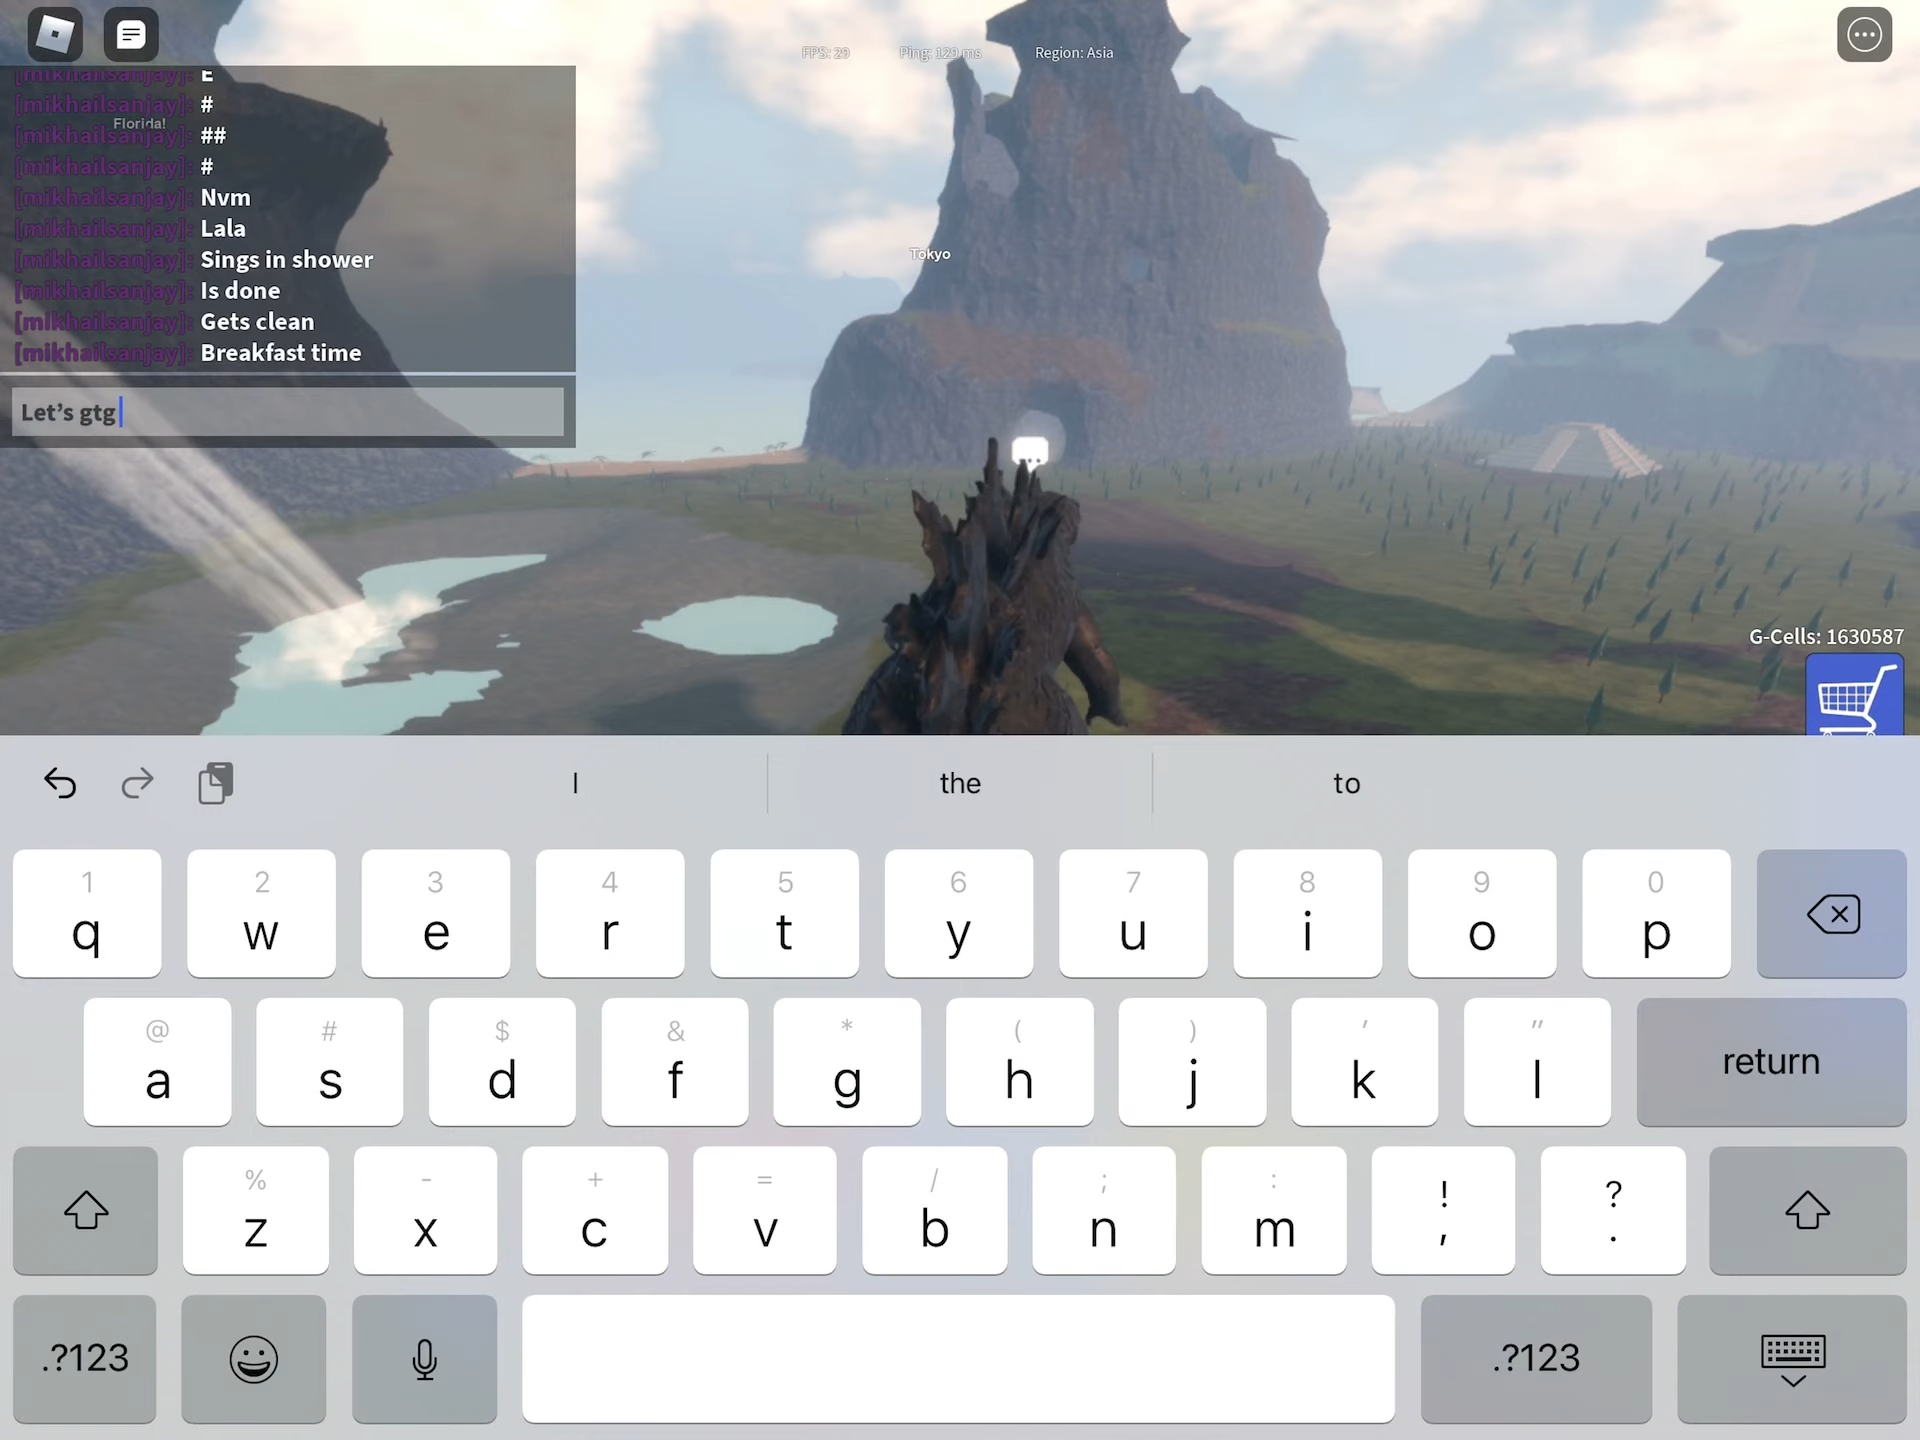 FPS: 29 Ping: 129 ms Region: Asia
[mikhailsanjay]: E
[mikhailsanjay]: #
Florida!
[mikhailsanjay]: ##
[mikhailsanjay]: #
[mikhailsanjay]: Nvm
[mikhailsanjay]: Lala
[mikhailsanjay]: Sings in shower
[mikhailsanjay]: Is done
[mikhailsanjay]: Gets clean
[mikhailsanjay]: Breakfast time
Let’s gtg
Tokyo
G-Cells: 1630587
I the to
1 2 3 4 5 6 7 8 9 0
q w e r t y u i o p
@ # $ & * ( ) ' "
a s d f g h j k l return
% - + = / ; : ! ?
z x c v b n m , .
.?123 .?123